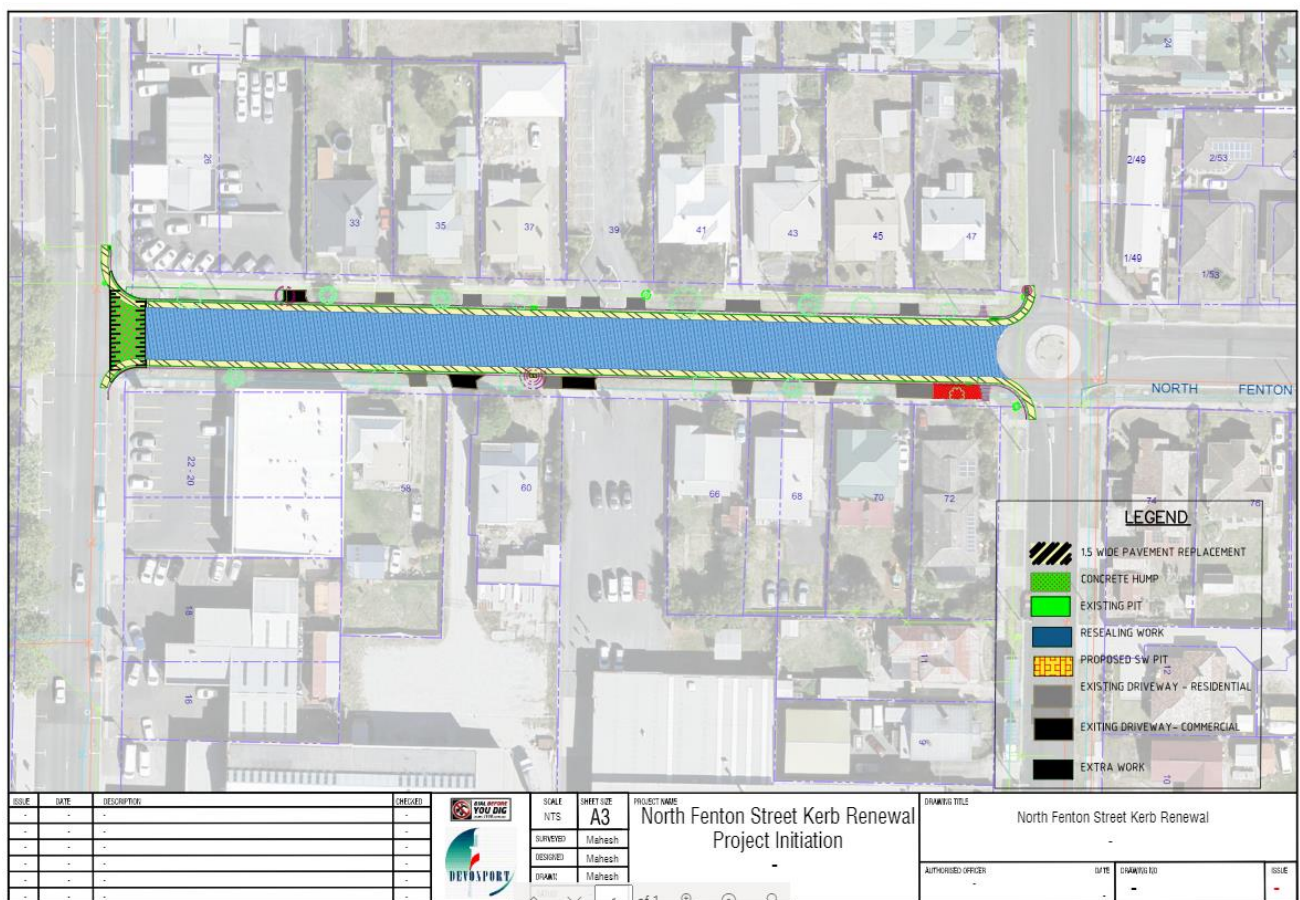 24
26
33
35
37
39
41
43
45
47
2/49
2/53
1/49
1/53
NORTH FENTON
22 - 20
58
60
66
68
70
72
74
76
18
16
11
9
12
10
LEGEND
1.5 WIDE PAVEMENT REPLACEMENT
CONCRETE HUMP
EXISTING PIT
RESEALING WORK
PROPOSED SW PIT
EXISTING DRIVEWAY - RESIDENTIAL
EXITING DRIVEWAY- COMMERCIAL
EXTRA WORK
ISSUE DATE DESCRIPTION CHECKED
DIAL BEFORE
YOU DIG
DEVONPORT
SCALE
NTS
SHEET SIZE
A3
SURVEYED Mahesh
DESIGNED Mahesh
DRAWN Mahesh
PROJECT NAME
North Fenton Street Kerb Renewal
Project Initiation
-
DRAWING TITLE
North Fenton Street Kerb Renewal
-
AUTHORISED OFFICER
-
DATE
DRAWING NO
-
ISSUE
-
of 1